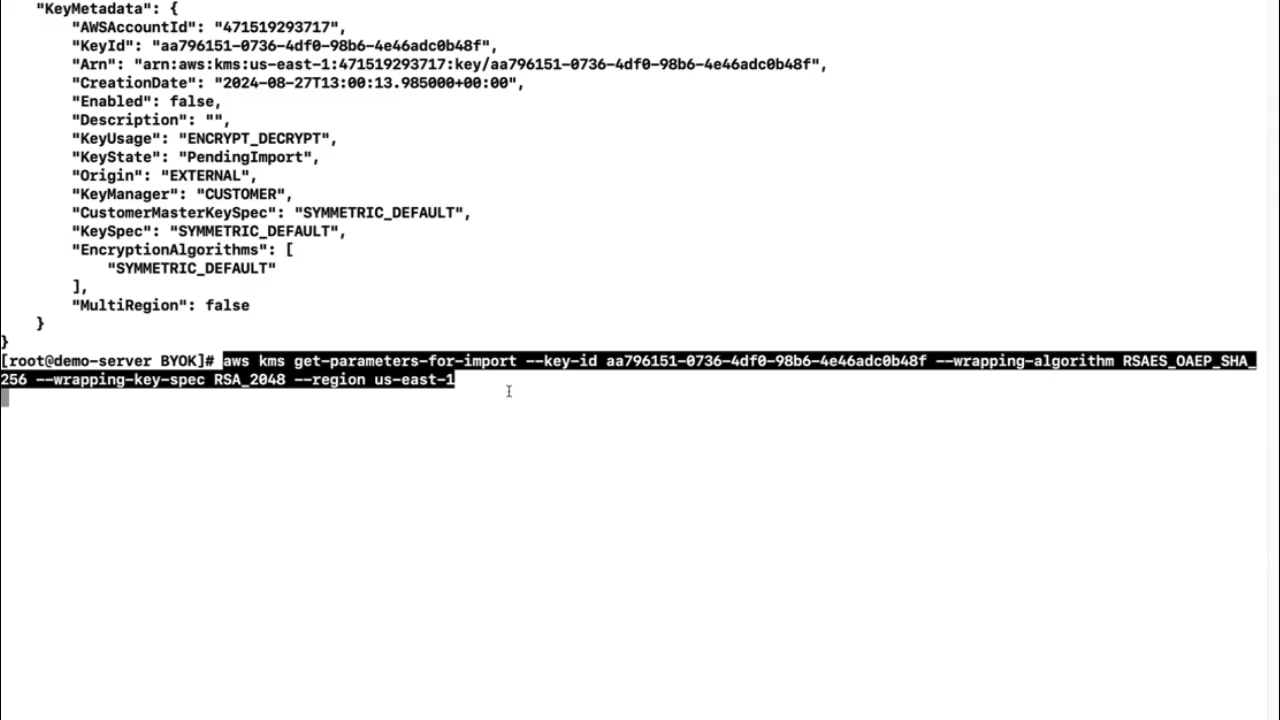 "KeyMetadata": {
"AWSAccountId": "471519293717",
"KeyId": "aa796151-0736-4df0-98b6-4e46adc0b48f",
"Arn": "arn:aws:kms:us-east-1:471519293717:key/aa796151-0736-4df0-98b6-4e46adc0b48f",
"CreationDate": "2024-08-27T13:00:13.985000+00:00",
"Enabled": false,
"Description": "",
"KeyUsage": "ENCRYPT_DECRYPT",
"KeyState": "PendingImport",
"Origin": "EXTERNAL",
"KeyManager": "CUSTOMER",
"CustomerMasterKeySpec": "SYMMETRIC_DEFAULT",
"KeySpec": "SYMMETRIC_DEFAULT",
"EncryptionAlgorithms": [
"SYMMETRIC_DEFAULT"
],
"MultiRegion": false
}
}
[root@demo-server BYOK]# aws kms get-parameters-for-import --key-id aa796151-0736-4df0-98b6-4e46adc0b48f --wrapping-algorithm RSAES_OAEP_SHA_
256 --wrapping-key-spec RSA_2048 --region us-east-1